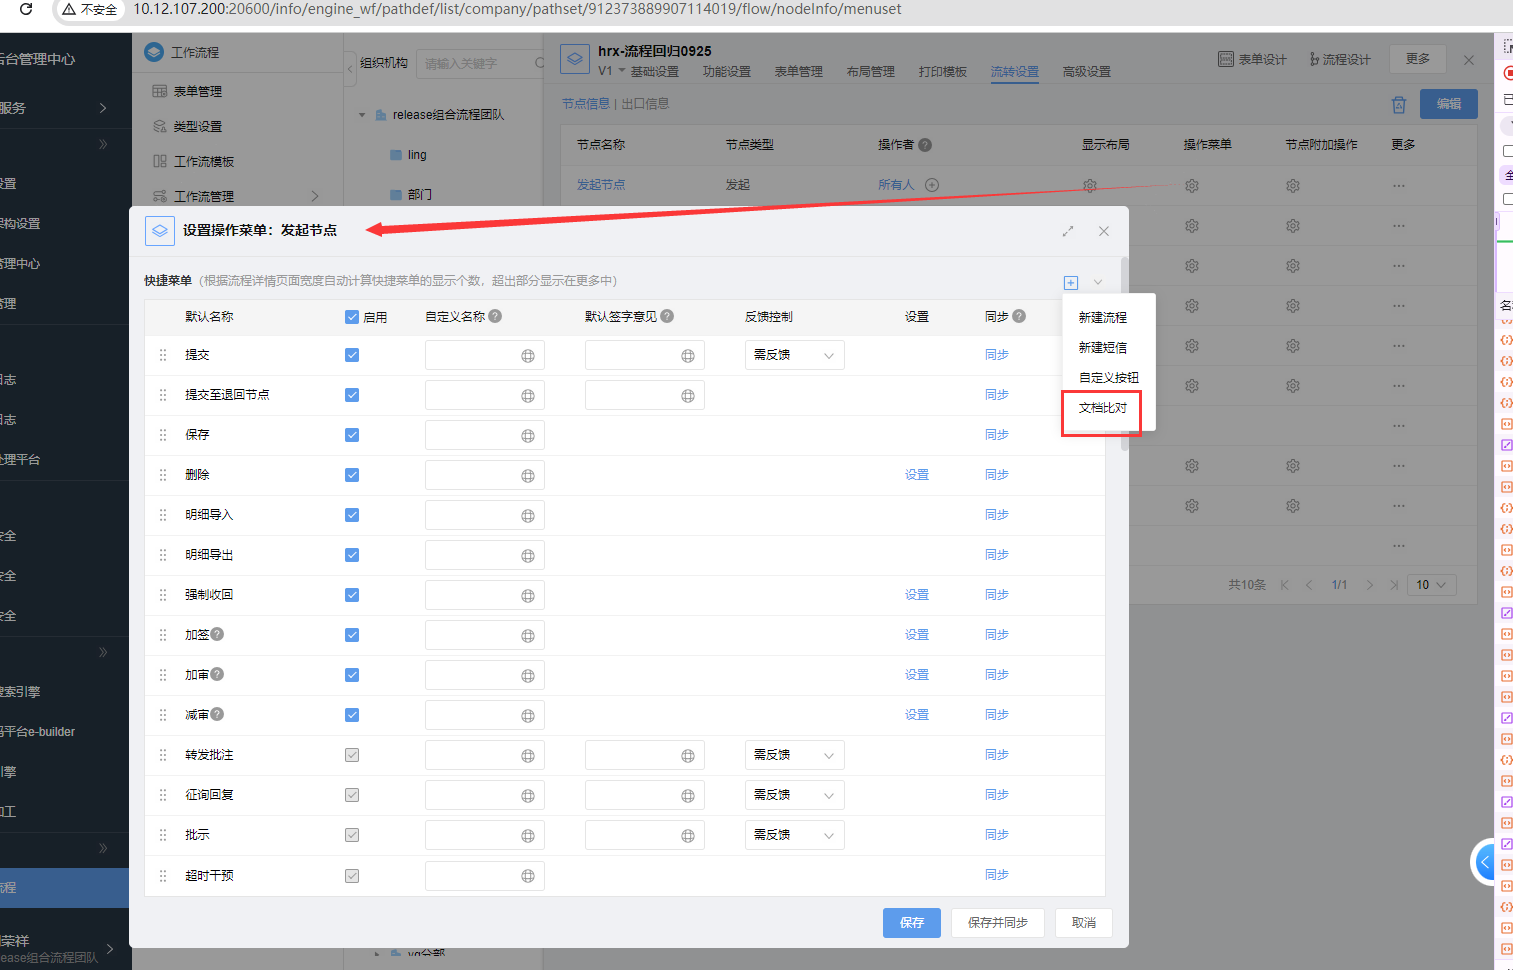 不安全 10.12.107.200:20600/info/engine_wf/pathdef/list/company/pathset/912373889907114019/flow/nodeInfo/menuset
后台管理中心
服务
设置
架构设置
管理中心
管理
日志
日志
处理平台
安全
安全
安全
搜索引擎
码平台e-builder
引擎
加工
流程
荣祥
lease组合流程团队
工作流程
表单管理
类型设置
工作流模板
工作流管理
组织机构 请输入关键字
release组合流程团队
ling
部门
hrx-流程回归0925
V1 基础设置 功能设置 表单管理 布局管理 打印模板 流转设置 高级设置
表单设计 流程设计 更多
节点信息 | 出口信息
编辑
节点名称 节点类型 操作者 显示布局 操作菜单 节点附加操作 更多
发起节点 发起 所有人
共10条 1/1 10
设置操作菜单：发起节点
快捷菜单（根据流程详情页面宽度自动计算快捷菜单的显示个数，超出部分显示在更多中）
新建流程
新建短信
自定义按钮
文档比对
默认名称 启用 自定义名称 默认签字意见 反馈控制 设置 同步
提交 需反馈 同步
提交至退回节点 同步
保存 同步
删除 设置 同步
明细导入 同步
明细导出 同步
强制收回 设置 同步
加签 设置 同步
加审 设置 同步
减审 设置 同步
转发批注 需反馈 同步
征询回复 需反馈 同步
批示 需反馈 同步
超时干预 同步
保存 保存并同步 取消
全